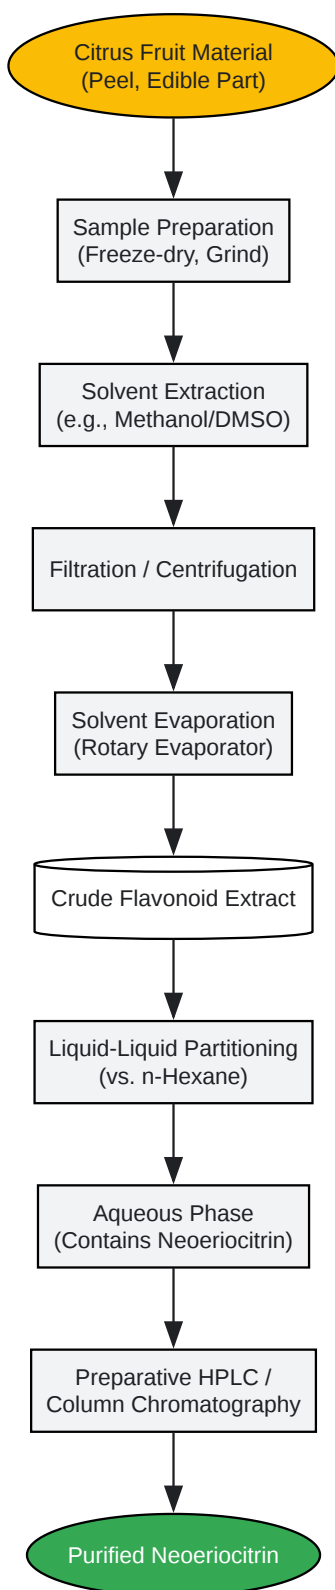 Citrus Fruit Material
(Peel, Edible Part)
Sample Preparation
(Freeze-dry, Grind)
Solvent Extraction
(e.g., Methanol/DMSO)
Filtration / Centrifugation
Solvent Evaporation
(Rotary Evaporator)
Crude Flavonoid Extract
Liquid-Liquid Partitioning
(vs. n-Hexane)
Aqueous Phase
(Contains Neoeriocitrin)
Preparative HPLC /
Column Chromatography
Purified Neoeriocitrin